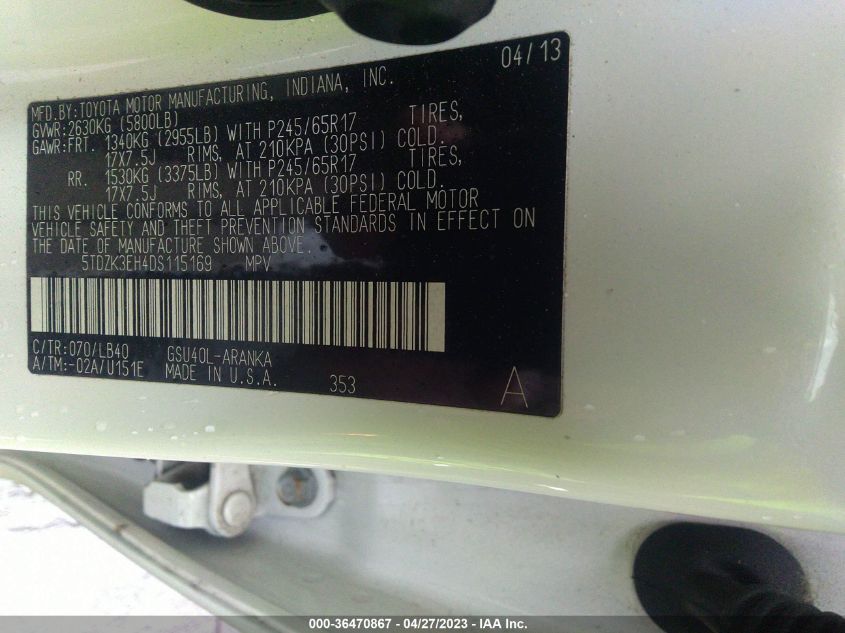 04/13
MFD.BY:TOYOTA MOTOR MANUFACTURING, INDIANA, INC.
GVWR:2630KG (5800LB)
GAWR:FRT. 1340KG (2955LB) WITH P245/65R17 TIRES,
17X7.5J RIMS, AT 210KPA (30PSI) COLD.
RR. 1530KG (3375LB) WITH P245/65R17 TIRES,
17X7.5J RIMS, AT 210KPA (30PSI) COLD.
THIS VEHICLE CONFORMS TO ALL APPLICABLE FEDERAL MOTOR
VEHICLE SAFETY AND THEFT PREVENTION STANDARDS IN EFFECT ON
THE DATE OF MANUFACTURE SHOWN ABOVE.
5TDZK3EH4DS115169 MPV
C/TR:070/LB40 GSU40L-ARANKA
A/TM:-02A/U151E MADE IN U.S.A. 353 A
000-36470867 - 04/27/2023 - IAA Inc.